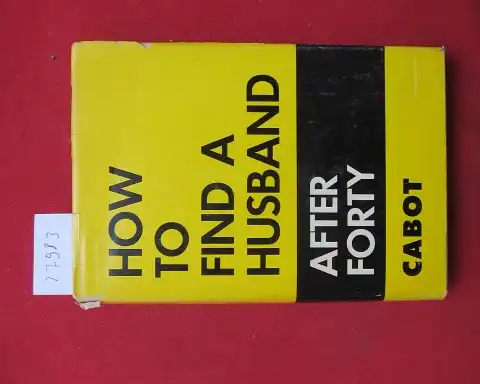 HOW
TO
FIND A
HUSBAND
AFTER
FORTY
CABOT
27983